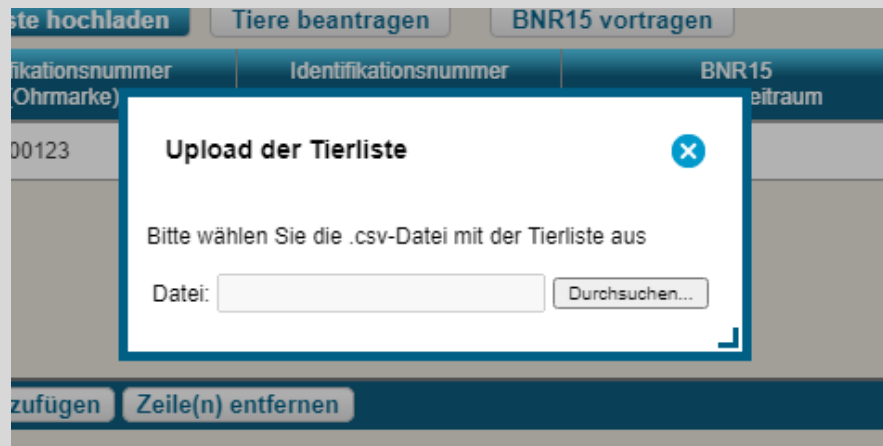 ste hochladen Tiere beantragen BNR15 vortragen
fikationsnummer Identifikationsnummer BNR15
(Ohrmarke) eitraum
00123
Upload der Tierliste
Bitte wählen Sie die .csv-Datei mit der Tierliste aus
Datei: Durchsuchen...
zufügen Zeile(n) entfernen